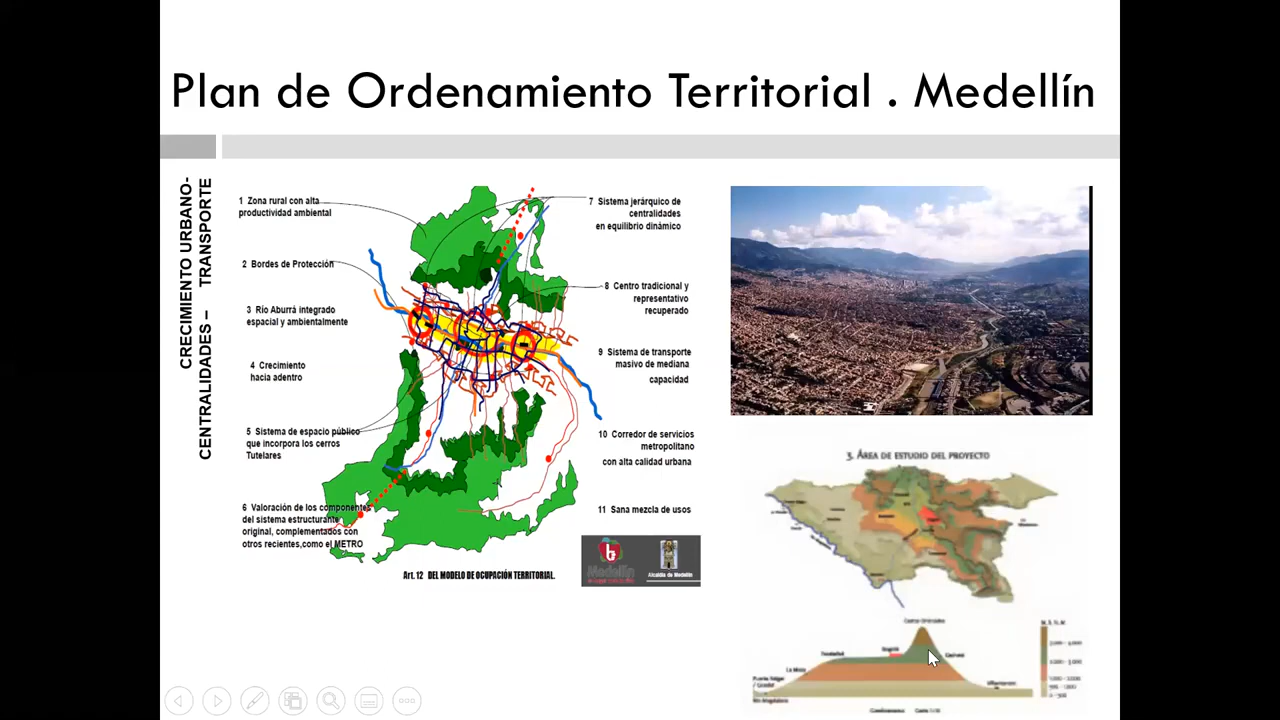 Plan de Ordenamiento Territorial . Medellín
CRECIMIENTO URBANO-
CENTRALIDADES – TRANSPORTE
1 Zona rural con alta
productividad ambiental
2 Bordes de Protección
3 Río Aburrá integrado
espacial y ambientalmente
4 Crecimiento
hacia adentro
5 Sistema de espacio público
que incorpora los cerros
Tutelares
6 Valoración de los componentes
del sistema estructurante
original, complementados con
otros recientes,como el METRO
7 Sistema jerárquico de
centralidades
en equilibrio dinámico
8 Centro tradicional y
representativo
recuperado
9 Sistema de transporte
masivo de mediana
capacidad
10 Corredor de servicios
metropolitano
con alta calidad urbana
11 Sana mezcla de usos
Art. 12 DEL MODELO DE OCUPACIÓN TERRITORIAL.
Medellín
Alcaldía de Medellín
3. ÁREA DE ESTUDIO DEL PROYECTO
La Mesa
Bogotá